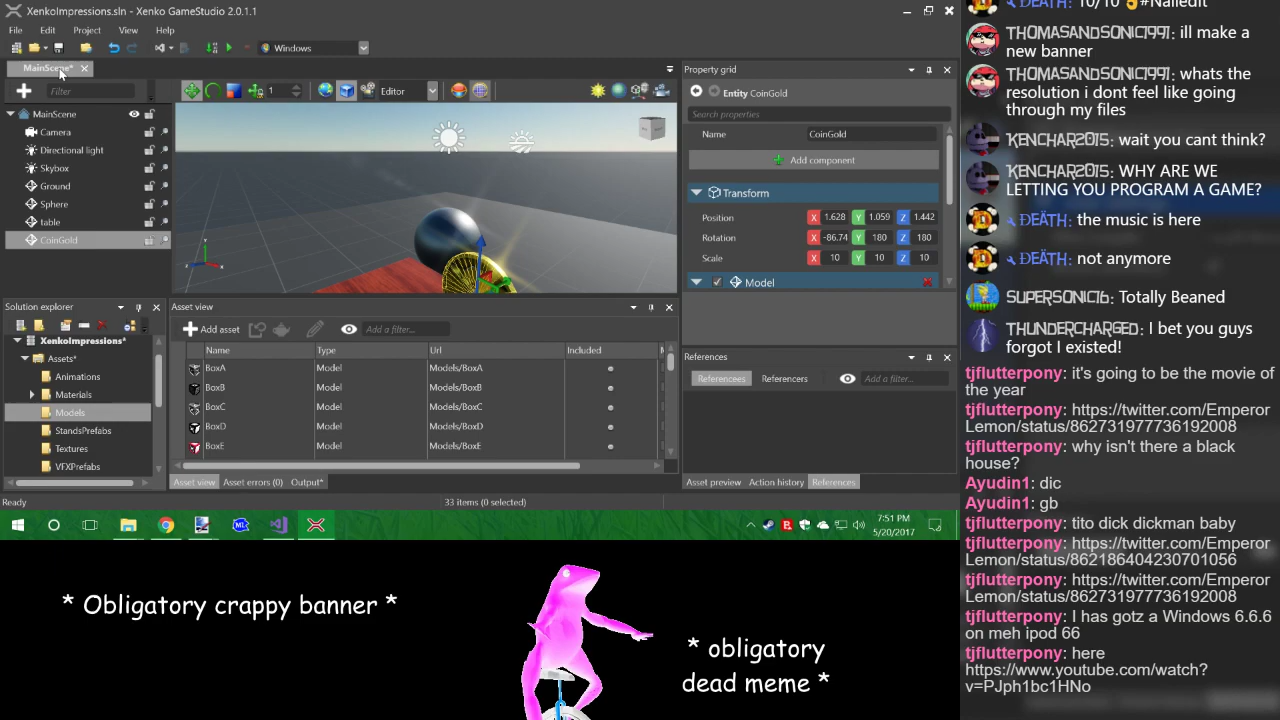 XenkoImpressions.sln - Xenko GameStudio 2.0.1.1
File Edit Project View Help
Windows
MainScene*
Filter
1
Editor
MainScene
Camera
Directional light
Skybox
Ground
Sphere
table
CoinGold
Property grid
Entity CoinGold
Search properties
Name CoinGold
Add component
Transform
Position X 1.628 Y 1.059 Z 1.442
Rotation X -86.74 Y 180 Z 180
Scale X 10 Y 10 Z 10
Model
Solution explorer
XenkoImpressions*
Assets*
Animations
Materials
Models
StandsPrefabs
Textures
VFXPrefabs
Asset view
Add asset
Add a filter...
Name Type Url Included
BoxA Model Models/BoxA
BoxB Model Models/BoxB
BoxC Model Models/BoxC
BoxD Model Models/BoxD
BoxE Model Models/BoxE
Asset view Asset errors (0) Output*
References
Referencees Referencers Add a filter...
Asset preview Action history References
Ready
33 items (0 selected)
7:51 PM
5/20/2017
* Obligatory crappy banner *
* obligatory
dead meme *
DEÄTH: 10/10 👌#Nailedit
THOMASANDSONIC1991: ill make a
new banner
THOMASANDSONIC1991: whats the
resolution i dont feel like going
through my files
KENCHAR2015: wait you cant think?
KENCHAR2015: WHY ARE WE
LETTING YOU PROGRAM A GAME?
DEÄTH: the music is here
DEÄTH: not anymore
SUPERSONIC16: Totally Beaned
THUNDERCHARGED: I bet you guys
forgot I existed!
tjflutterpony: it's going to be the movie of
the year
tjflutterpony: https://twitter.com/Emperor
Lemon/status/862731977736192008
tjflutterpony: why isn't there a black
house?
Ayudin1: dic
Ayudin1: gb
tjflutterpony: tito dick dickman baby
tjflutterpony: https://twitter.com/Emperor
Lemon/status/862186404230701056
tjflutterpony: https://twitter.com/Emperor
Lemon/status/862731977736192008
tjflutterpony: I has gotz a Windows 6.6.6
on meh ipod 66
tjflutterpony: here
https://www.youtube.com/watch?
v=PJph1bc1HNo